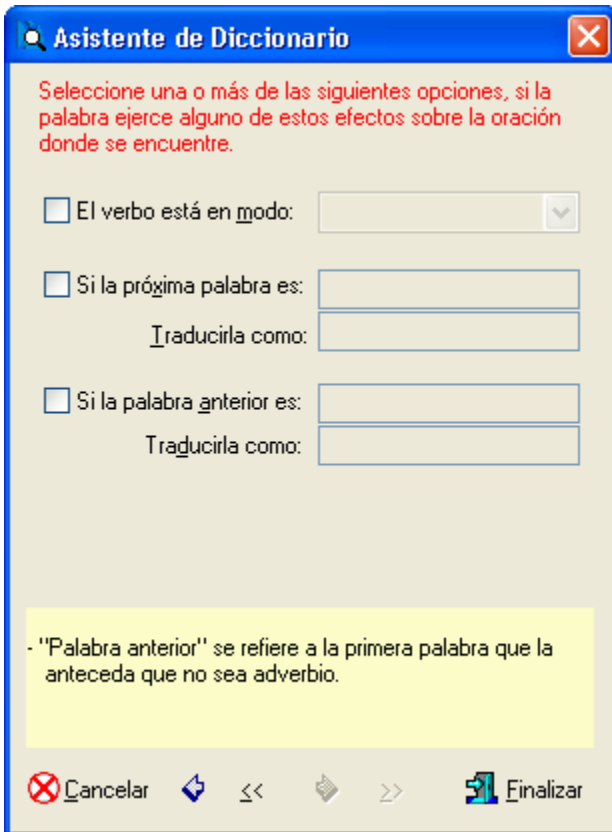 Asistente de Diccionario
Seleccione una o más de las siguientes opciones, si la
palabra ejerce alguno de estos efectos sobre la oración
donde se encuentre.
El verbo está en modo:
Si la próxima palabra es:
Traducirla como:
Si la palabra anterior es:
Traducirla como:
- "Palabra anterior" se refiere a la primera palabra que la
anteceda que no sea adverbio.
Cancelar << >> Finalizar